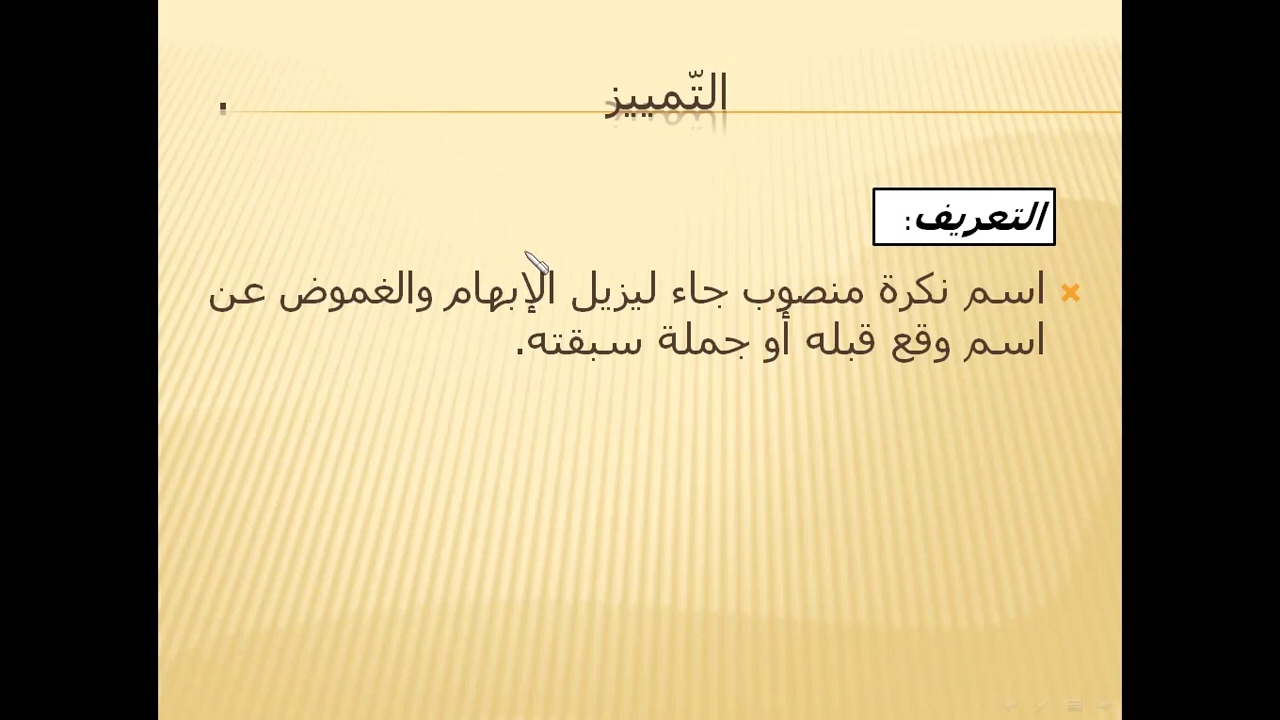 التّمييز .
التعريف:
اسم نكرة منصوب جاء ليزيل الإبهام والغموض عن
اسم وقع قبله أو جملة سبقته.